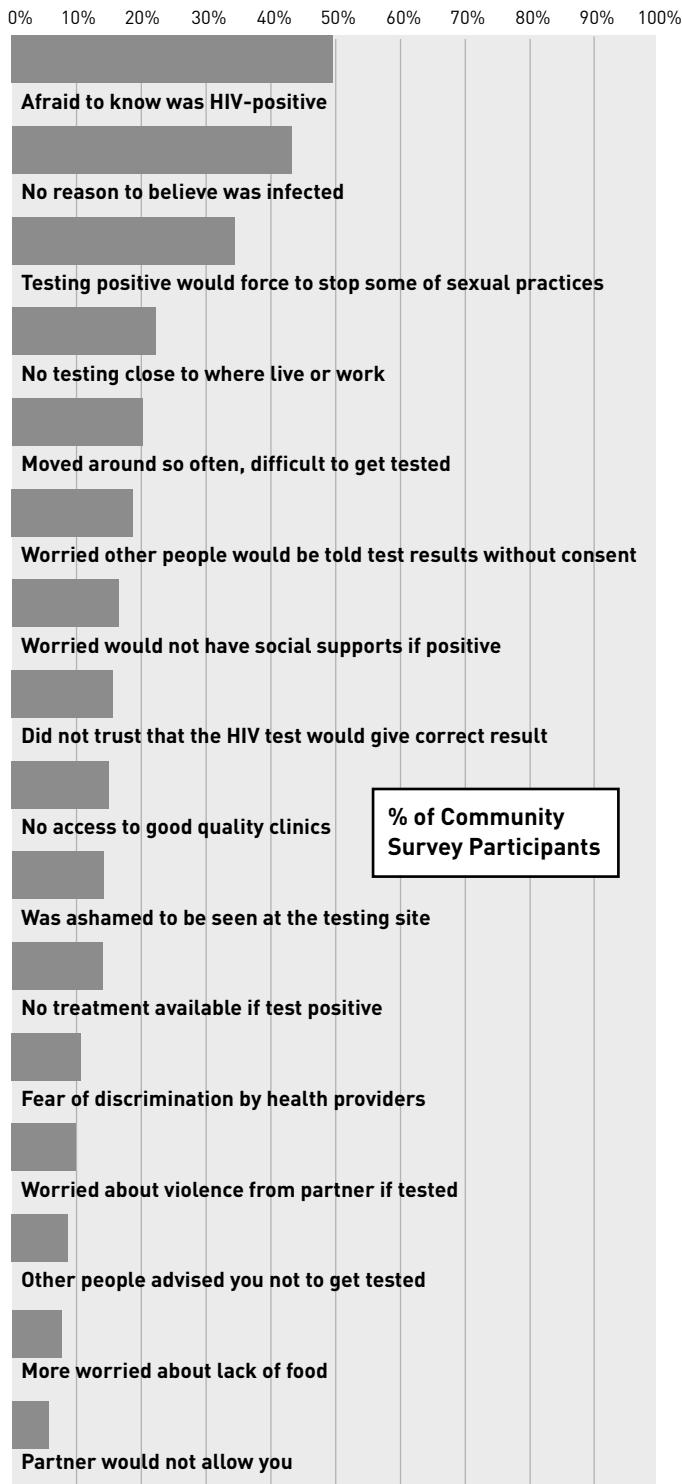 0% 10% 20% 30% 40% 50% 60% 70% 80% 90% 100%
Afraid to know was HIV-positive
No reason to believe was infected
Testing positive would force to stop some of sexual practices
No testing close to where live or work
Moved around so often, difficult to get tested
Worried other people would be told test results without consent
Worried would not have social supports if positive
Did not trust that the HIV test would give correct result
No access to good quality clinics
% of Community
Survey Participants
Was ashamed to be seen at the testing site
No treatment available if test positive
Fear of discrimination by health providers
Worried about violence from partner if tested
Other people advised you not to get tested
More worried about lack of food
Partner would not allow you